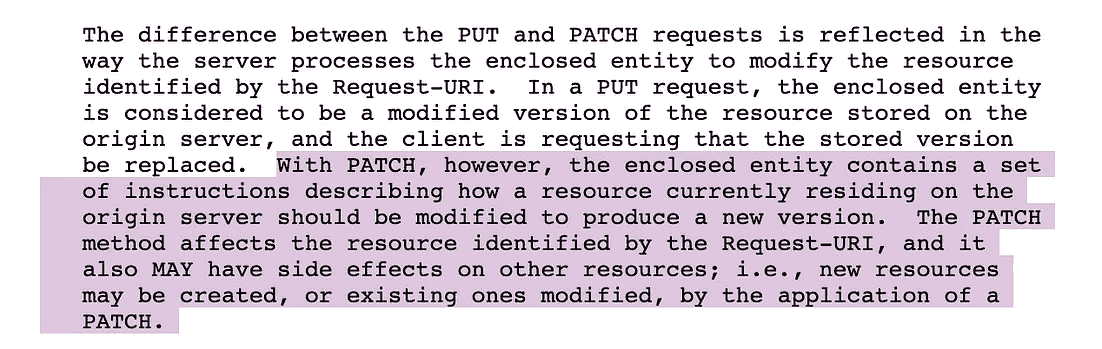 The difference between the PUT and PATCH requests is reflected in the
way the server processes the enclosed entity to modify the resource
identified by the Request-URI.  In a PUT request, the enclosed entity
is considered to be a modified version of the resource stored on the
origin server, and the client is requesting that the stored version
be replaced.  With PATCH, however, the enclosed entity contains a set
of instructions describing how a resource currently residing on the
origin server should be modified to produce a new version.  The PATCH
method affects the resource identified by the Request-URI, and it
also MAY have side effects on other resources; i.e., new resources
may be created, or existing ones modified, by the application of a
PATCH.